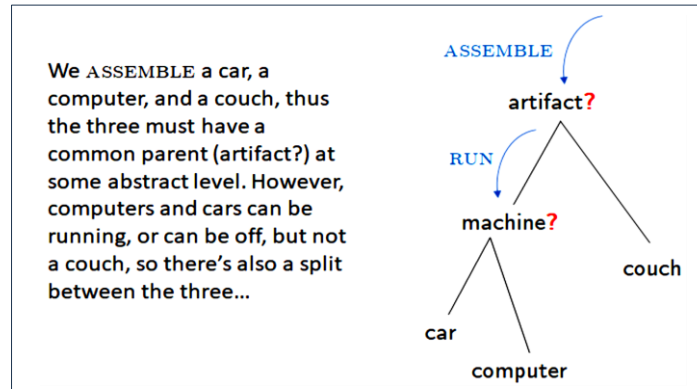 We ASSEMBLE a car, a
computer, and a couch, thus
the three must have a
common parent (artifact?) at
some abstract level. However,
computers and cars can be
running, or can be off, but not
a couch, so there's also a split
between the three...
ASSEMBLE
artifact?
RUN
machine?
couch
car
computer